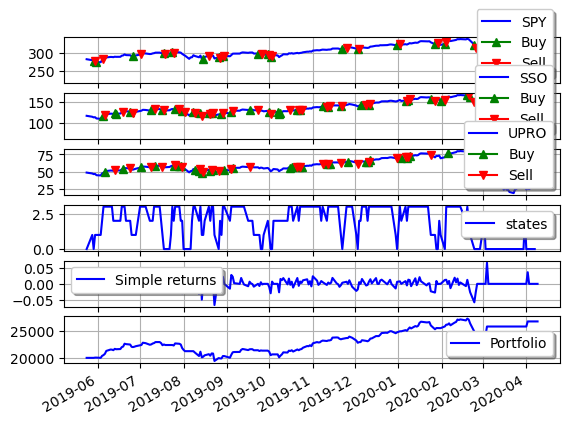 SPY
Buy
Sell
300
250
SSO
Buy
Sell
150
100
UPRO
Buy
Sell
75
50
25
states
2.5
0.0
Simple returns
0.05
0.00
−0.05
Portfolio
25000
20000
2019-06 2019-07 2019-08 2019-09 2019-10 2019-11 2019-12 2020-01 2020-02 2020-03 2020-04